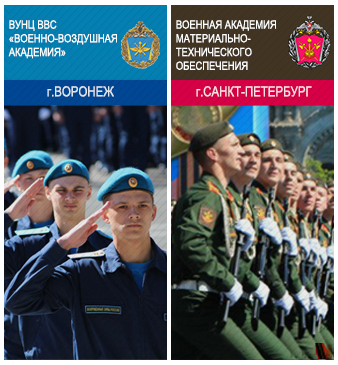 ВУНЦ ВВС
«ВОЕННО-ВОЗДУШНАЯ
АКАДЕМИЯ»
г.ВОРОНЕЖ
ВОЕННАЯ АКАДЕМИЯ
МАТЕРИАЛЬНО-
ТЕХНИЧЕСКОГО
ОБЕСПЕЧЕНИЯ
г.САНКТ-ПЕТЕРБУРГ